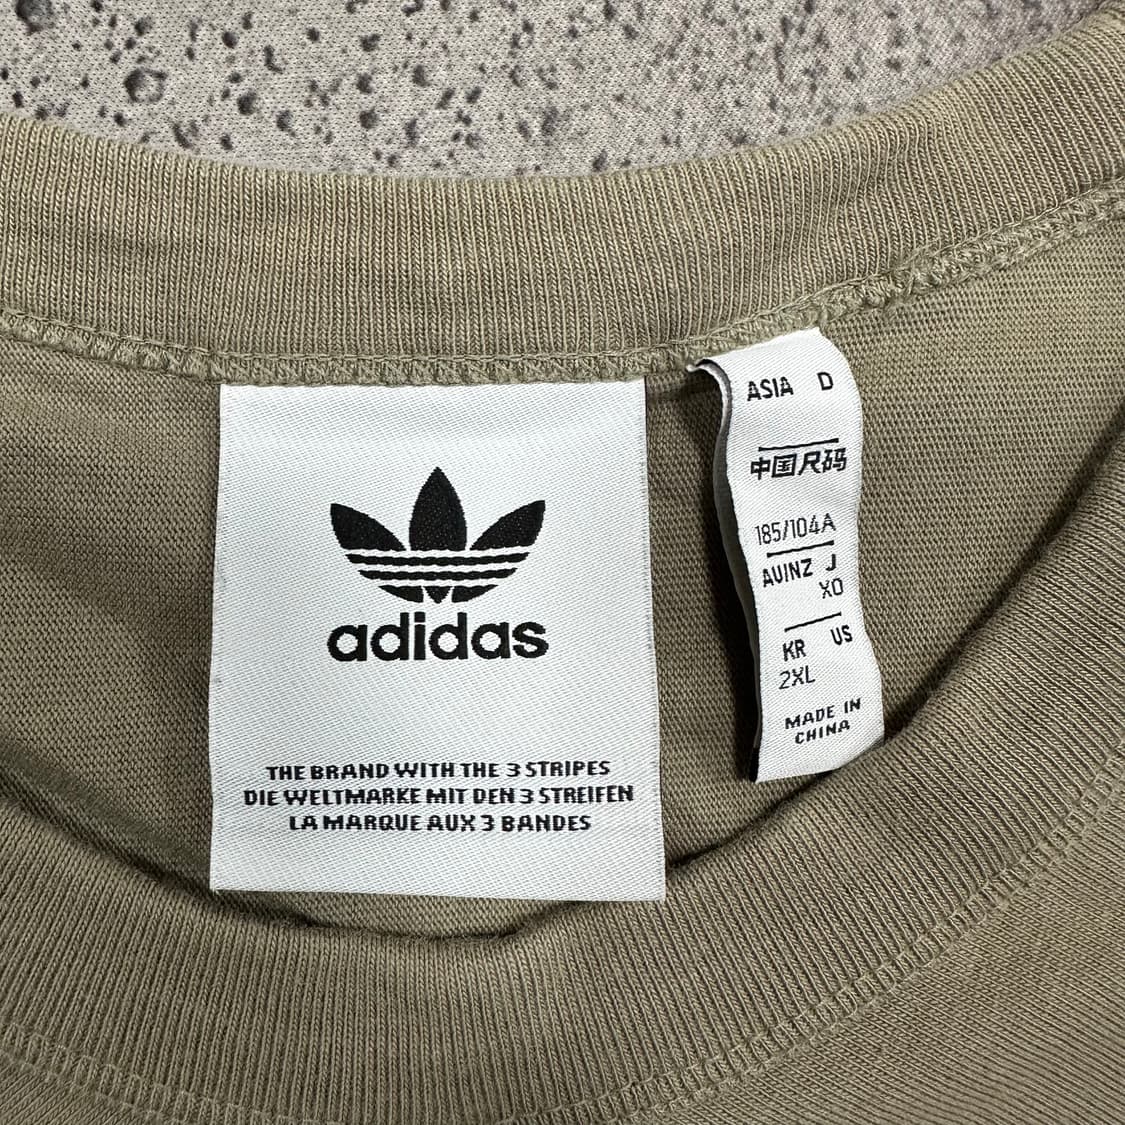 adidas
THE BRAND WITH THE 3 STRIPES
DIE WELTMARKE MIT DEN 3 STREIFEN
LA MARQUE AUX 3 BANDES
ASIA D
中国尺码
185/104A
AU/NZ J
XO
KR US
2XL
MADE IN
CHINA